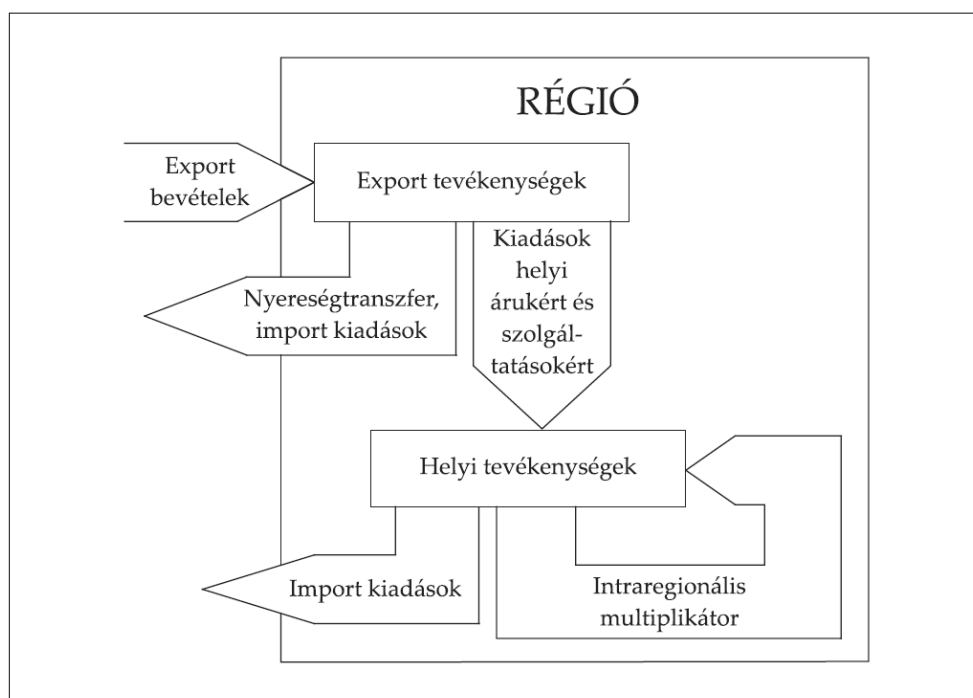 RÉGIÓ
Export
bevételek
Export tevékenységek
Kiadások
helyi
árukért és
szolgál-
tatásokért
Nyereségtranszfer,
import kiadások
Helyi tevékenységek
Import kiadások
Intraregionális
multiplikátor